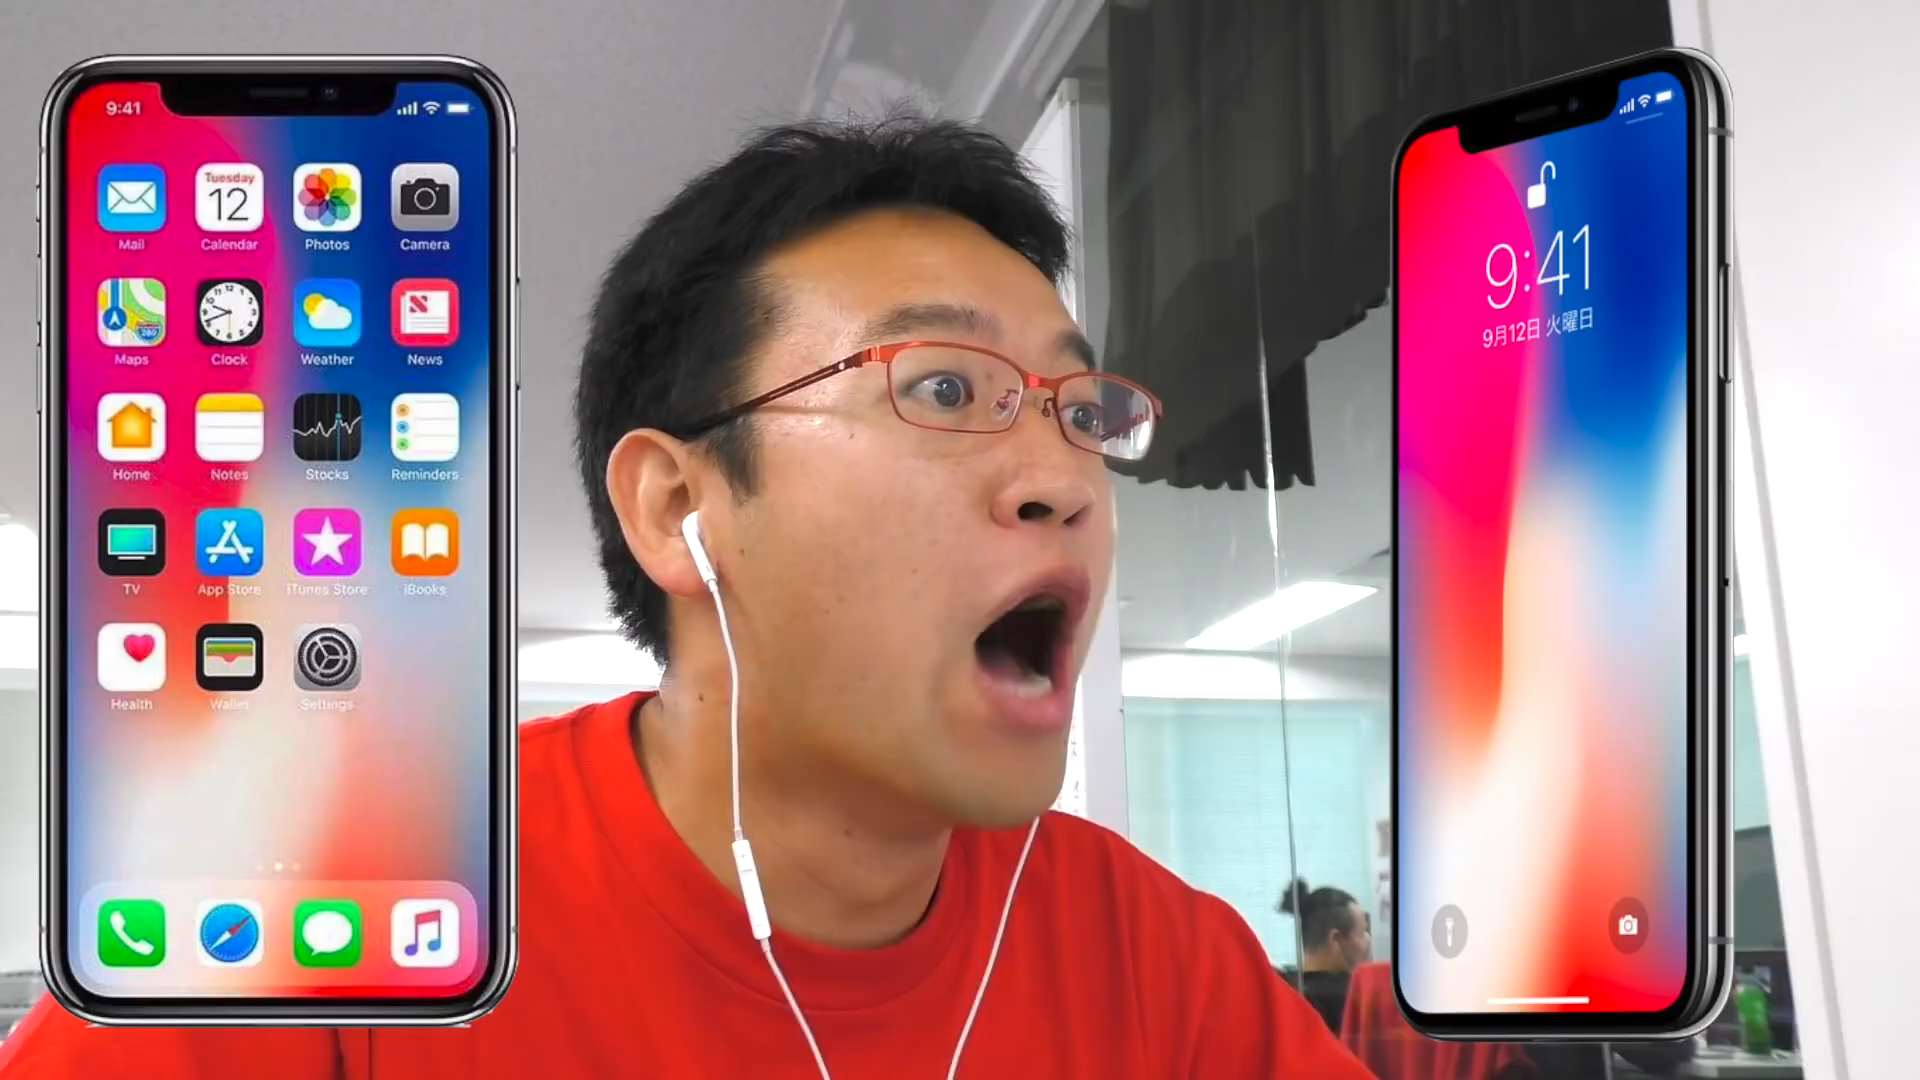 9:41
Tuesday
12
Mail
Calendar
Photos
Camera
280
Maps
Clock
Weather
News
Home
Notes
Stocks
Reminders
TV
App Store
iTunes Store
iBooks
Health
Wallet
Settings
9:41
9月12日 火曜日